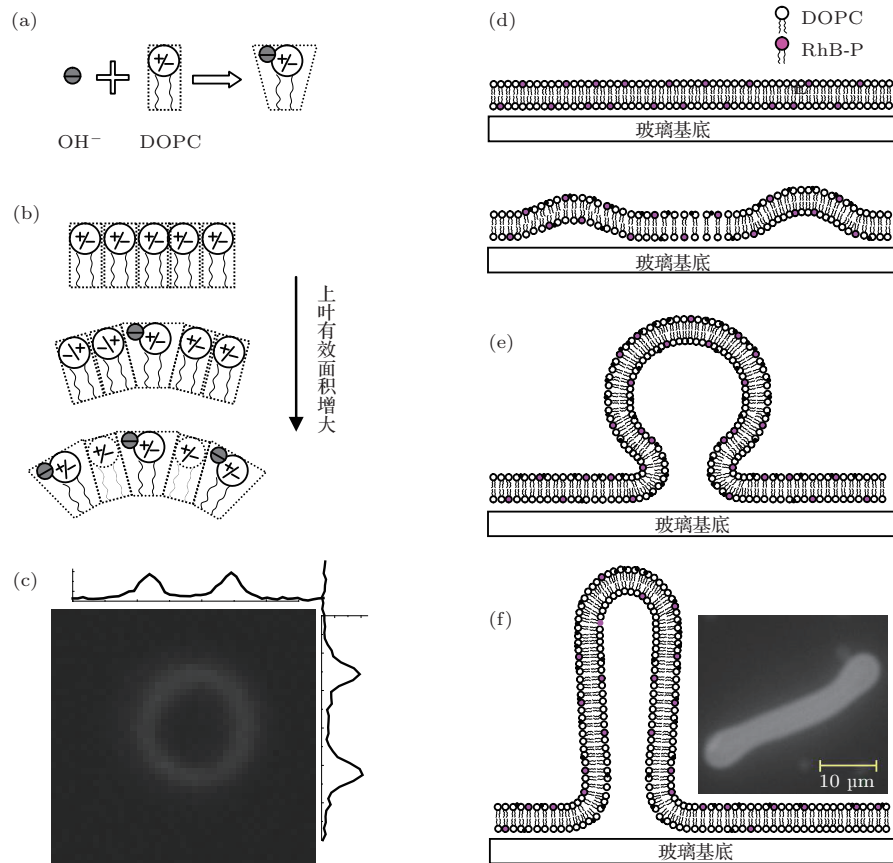 (a)
OH⁻
DOPC
(b)
上叶有效面积增大
(c)
(d)
DOPC
RhB-P
玻璃基底
玻璃基底
(e)
玻璃基底
(f)
10 µm
玻璃基底